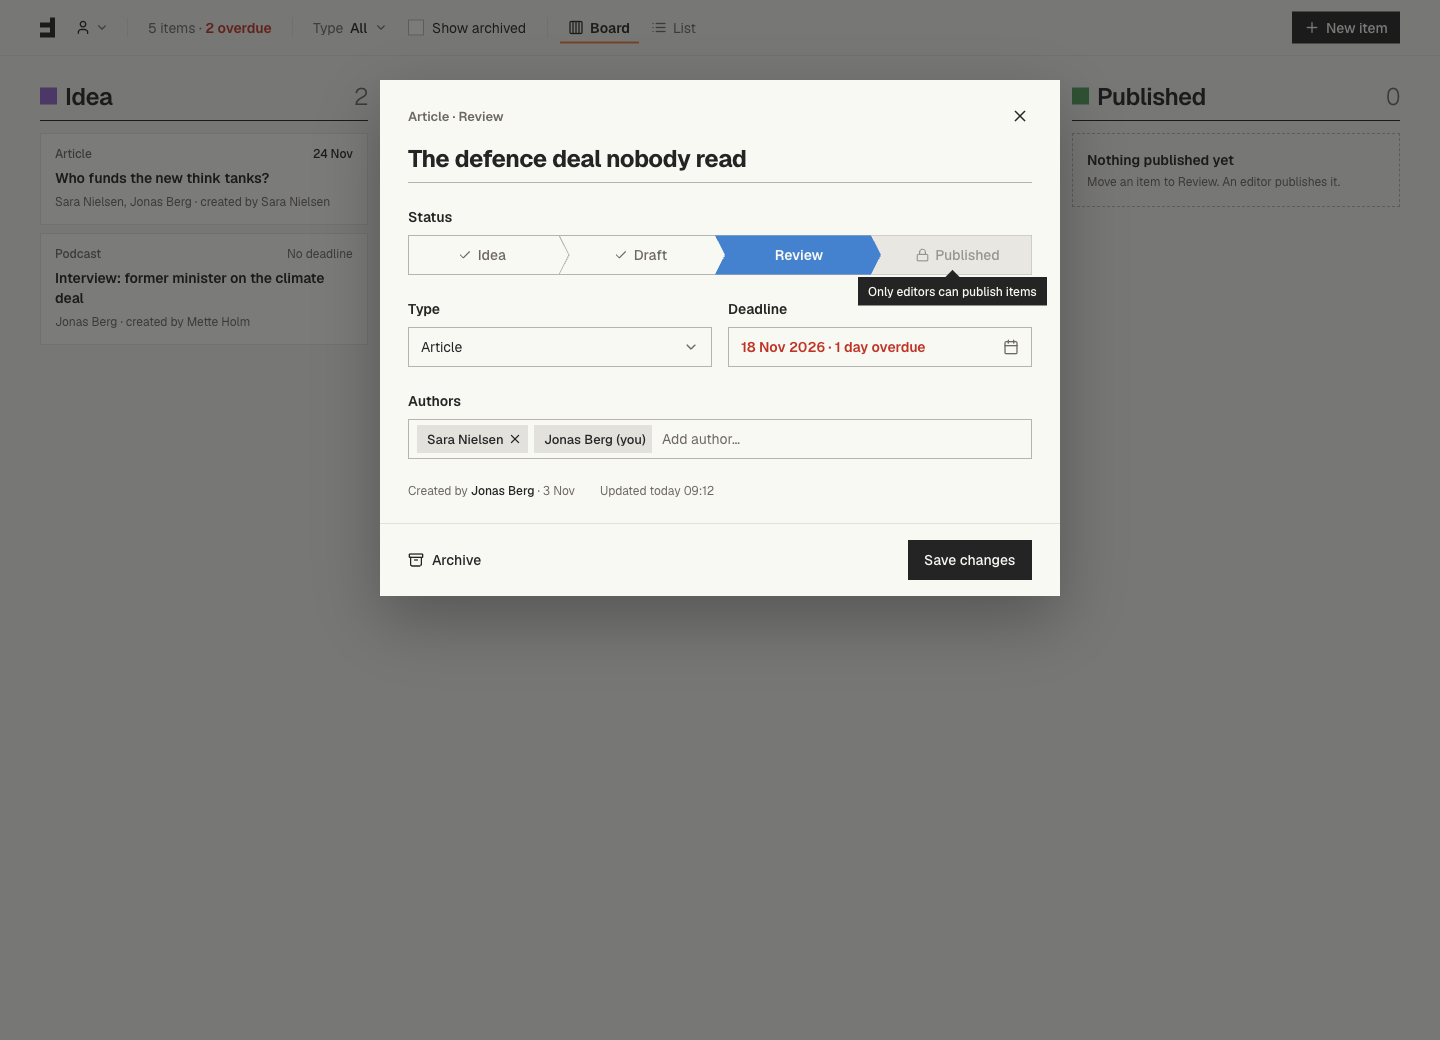 5 items · 2 overdue
Type All
Show archived
Board
List
New item
Idea 2
Article 24 Nov
Who funds the new think tanks?
Sara Nielsen, Jonas Berg · created by Sara Nielsen
Podcast No deadline
Interview: former minister on the climate
deal
Jonas Berg · created by Mette Holm
Article · Review
The defence deal nobody read
Status
Idea
Draft
Review
Published
Only editors can publish items
Type
Article
Deadline
18 Nov 2026 · 1 day overdue
Authors
Sara Nielsen
Jonas Berg (you)
Add author...
Created by Jonas Berg · 3 Nov
Updated today 09:12
Archive
Save changes
Published 0
Nothing published yet
Move an item to Review. An editor publishes it.